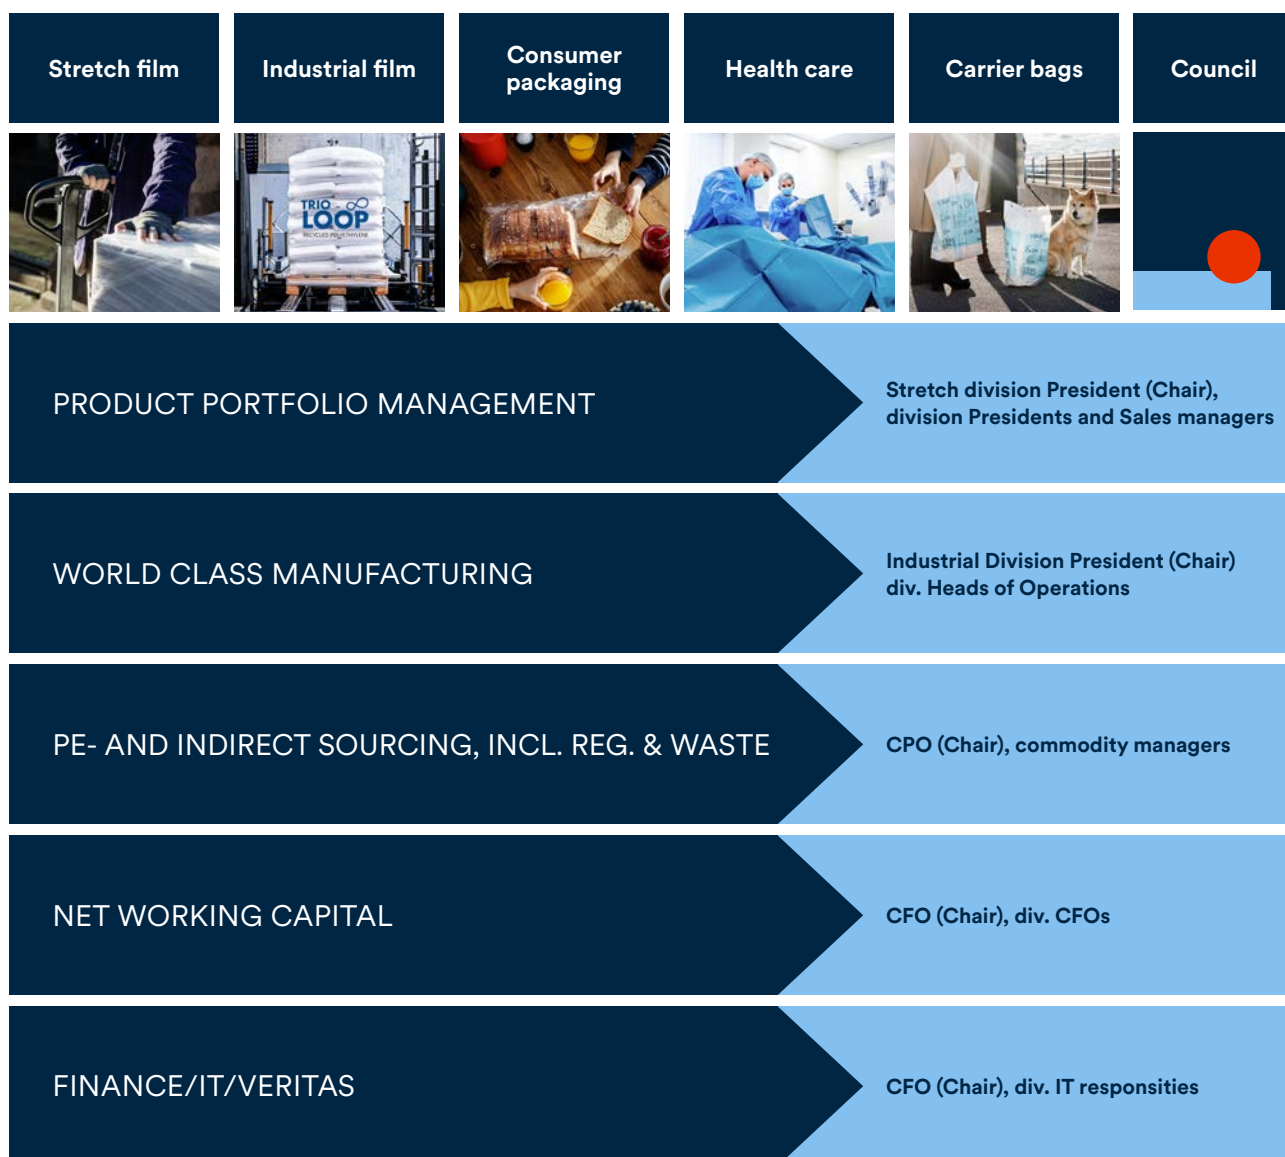 Stretch film
Industrial film
Consumer
packaging
Health care
Carrier bags
Council
TRIO
LOOP
RECYCLED POLYETHYLENE
PRODUCT PORTFOLIO MANAGEMENT
Stretch division President (Chair),
division Presidents and Sales managers
WORLD CLASS MANUFACTURING
Industrial Division President (Chair)
div. Heads of Operations
PE- AND INDIRECT SOURCING, INCL. REG. & WASTE
CPO (Chair), commodity managers
NET WORKING CAPITAL
CFO (Chair), div. CFOs
FINANCE/IT/VERITAS
CFO (Chair), div. IT responsities